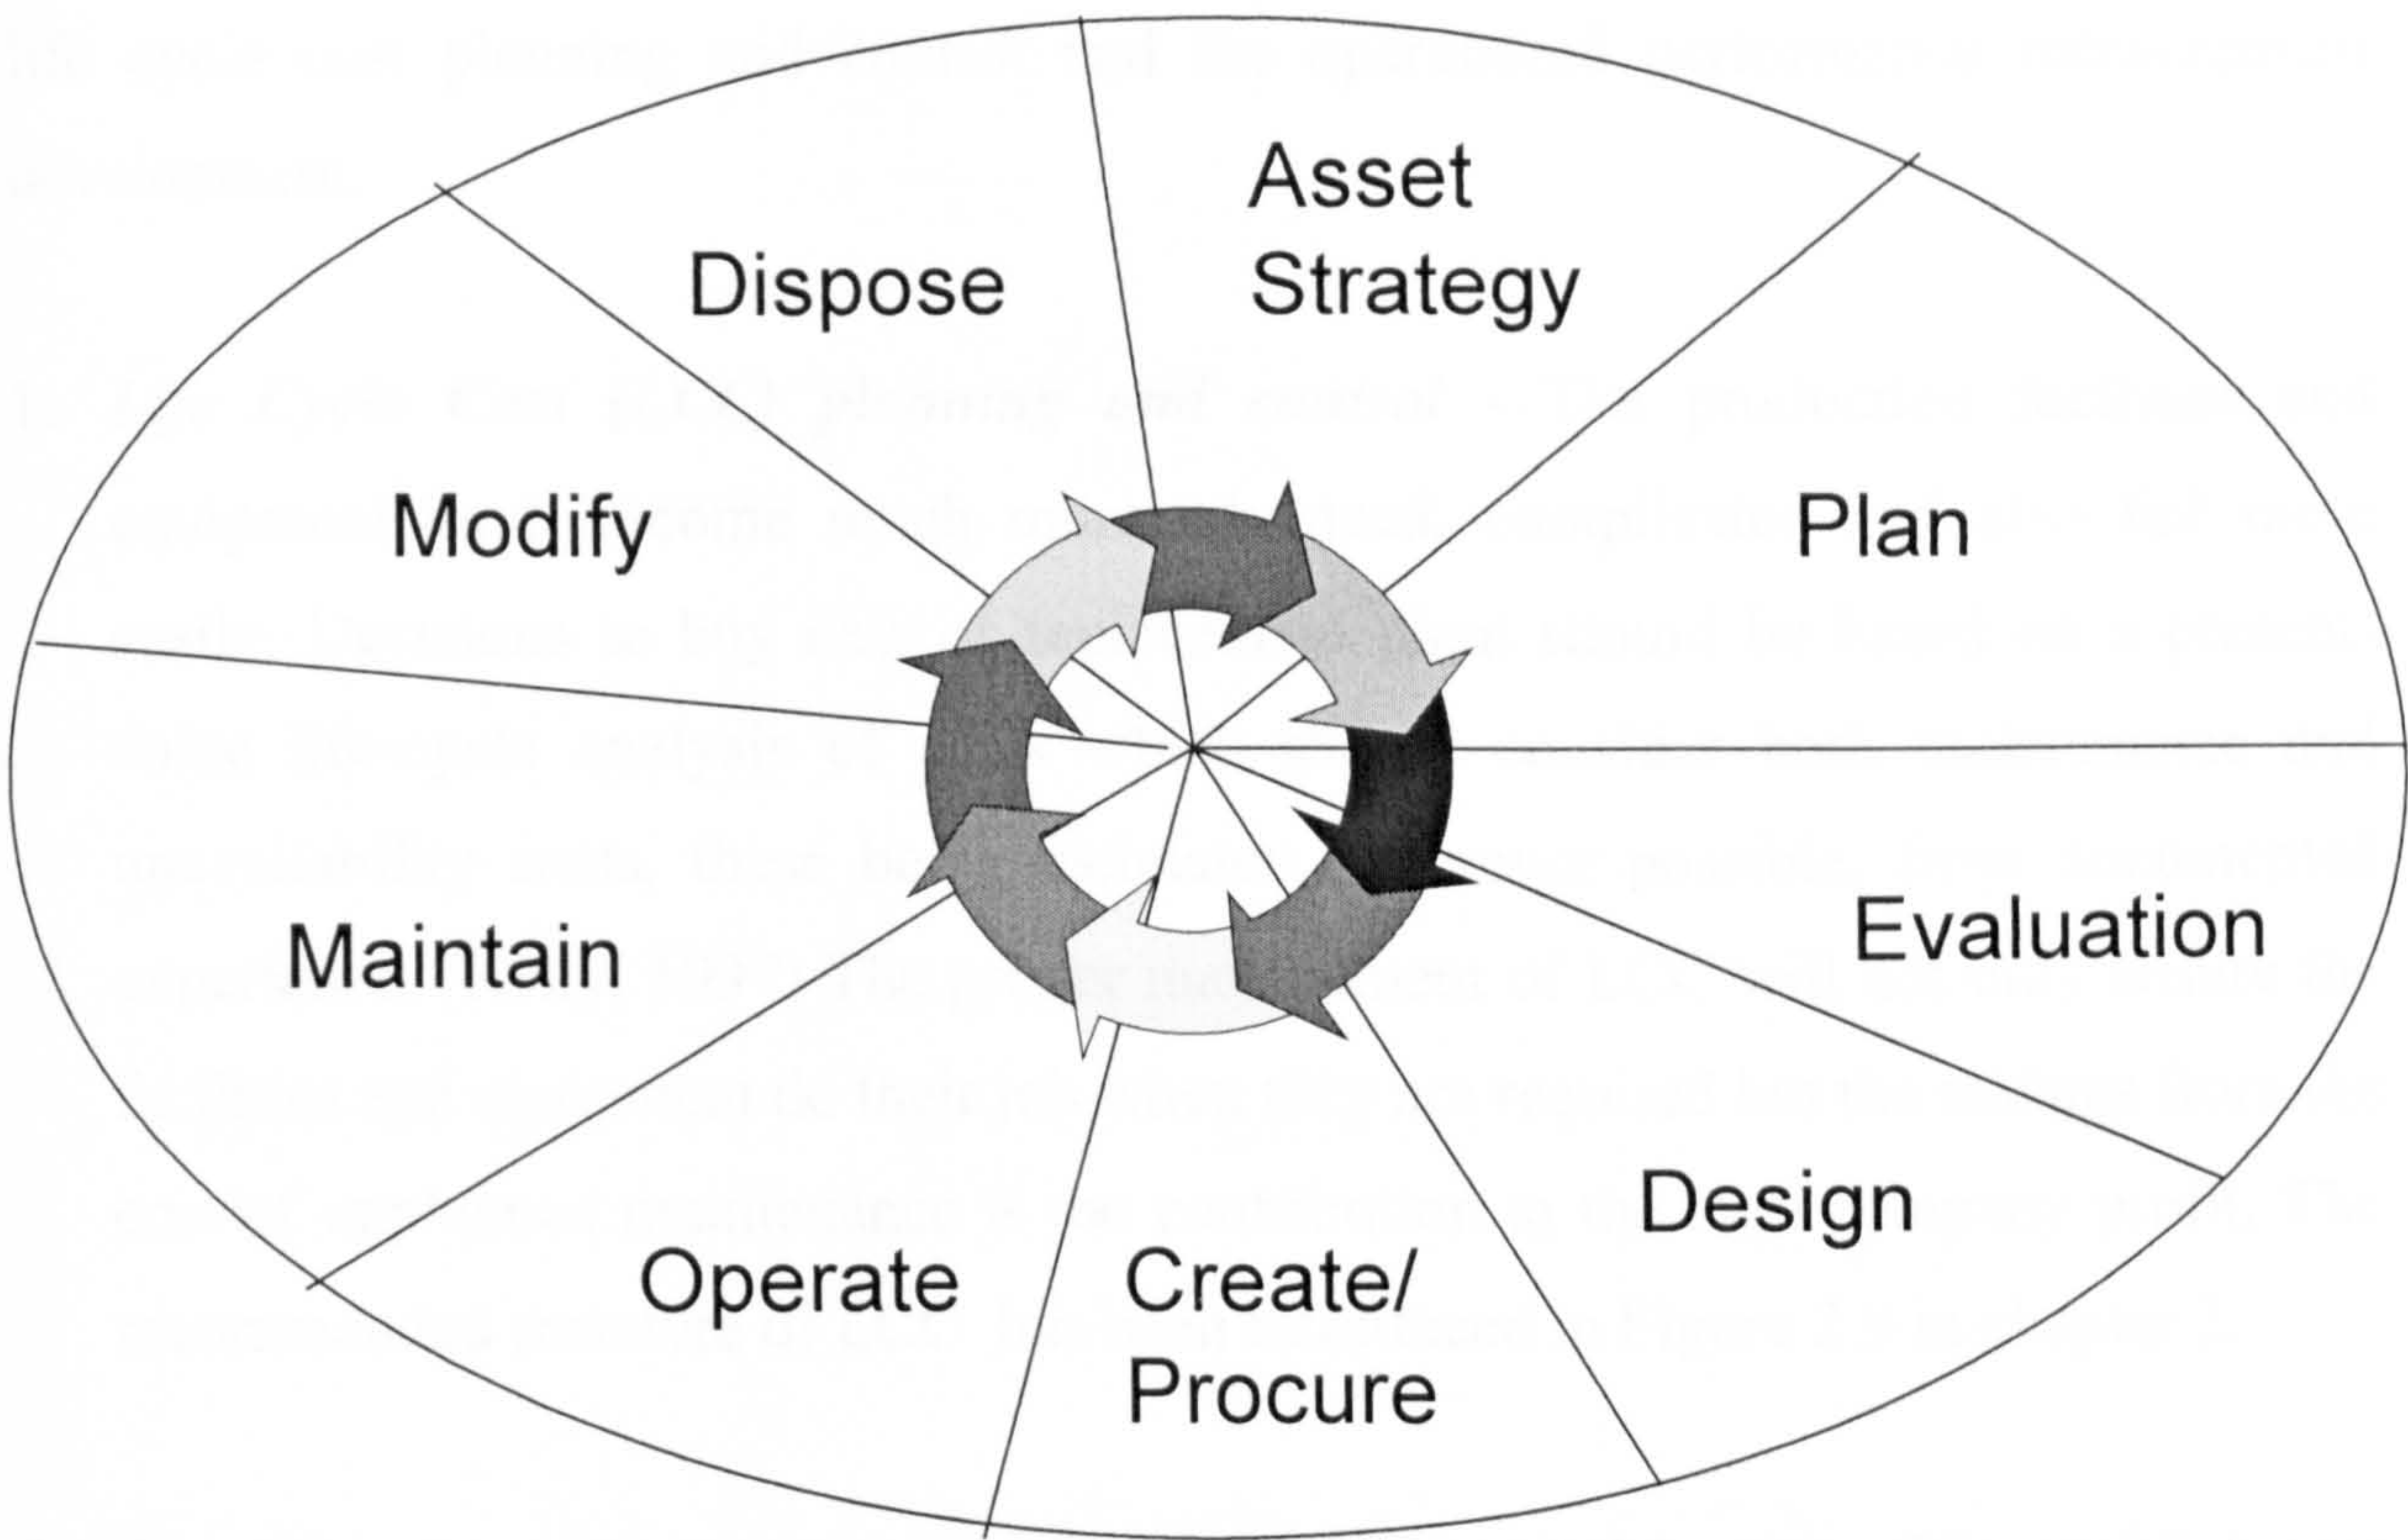 Asset
Strategy
Plan
Evaluation
Design
Create/
Procure
Operate
Maintain
Modify
Dispose